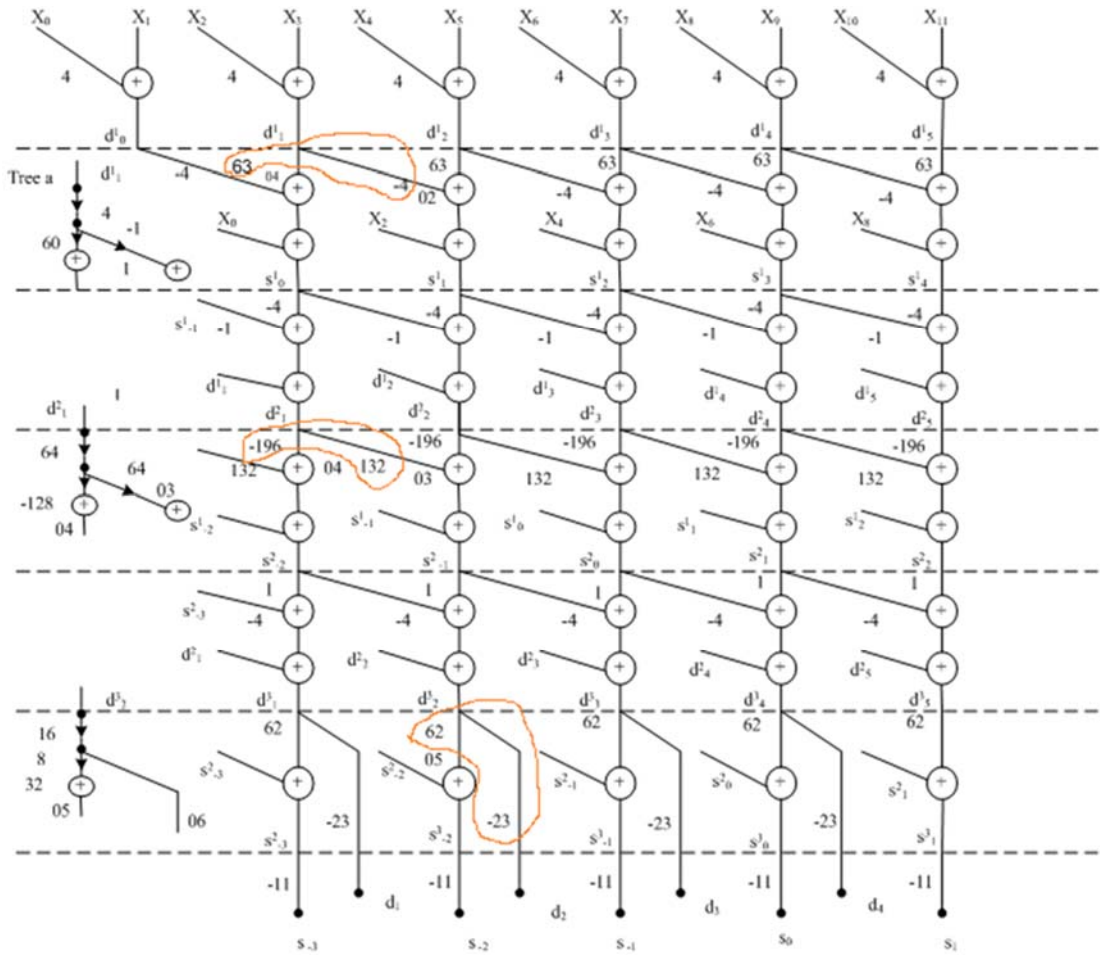 X₀ X₁ X₂ X₃ X₄ X₅ X₆ X₇ X₈ X₉ X₁₀ X₁₁
4 4 4 4 4 4
d¹₀ d¹₁ d¹₂ d¹₃ d¹₄ d¹₅
63 63 63 63 63
Tree a d¹₁ -4 04 -4 02 -4 -4 -4
4 -1 X₀ X₂ X₄ X₆ X₈
60
1 s¹₀ s¹₁ s¹₂ s¹₃ s¹₄
-4 -4 -4 -4 -4
s¹₋₁ -1 -1 -1 -1 -1
d¹₁ d¹₂ d¹₃ d¹₄ d¹₅
1
d²₁ d²₁ d³₂ d²₃ d²₄ d²₅
-196 -196 -196 -196 -196
64 64 132 04 132 03 132 132 132
03
-128 s¹₋₂ s¹₋₁ s¹₀ s¹₁ s¹₂
04
s²₋₂ s²₋₁ s²₀ s²₁ s²₂
1 1 1 1
s²₋₃ -4 -4 -4 -4 -4
d²₁ d²₂ d²₃ d²₄ d²₅
d³₂ d³₁ d³₂ d³₃ d³₄ d³₅
16 62 62 62 62 62
8 05
32 s²₋₃ s²₋₂ s²₋₁ s²₀ s²₁
05 06 -23 -23 -23 -23
s²₋₃ s³₋₂ s³₋₁ s³₀ s³₁
-11 -11 -11 -11 -11
d₁ d₂ d₃ d₄
s₋₃ s₋₂ s₋₁ s₀ s₁